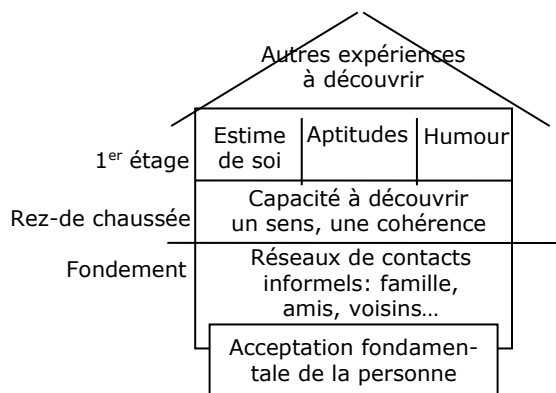 Autres expériences
à découvrir
1er étage
Estime
de soi
Aptitudes
Humour
Rez-de chaussée
Capacité à découvrir
un sens, une cohérence
Fondement
Réseaux de contacts
informels: famille,
amis, voisins…
Acceptation fondamen-
tale de la personne